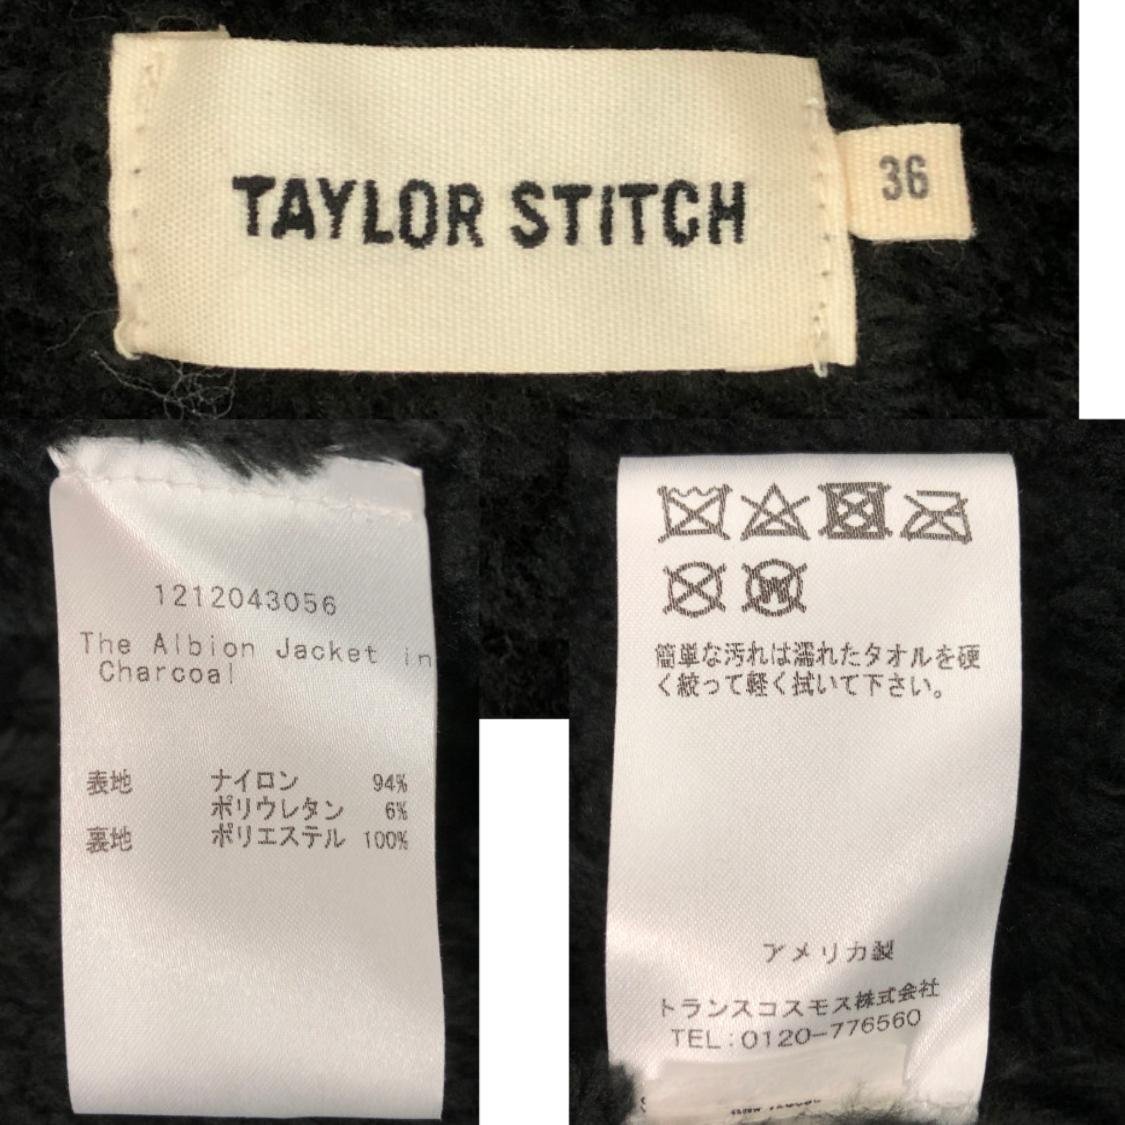 TAYLOR STITCH
36
1212043056
The Albion Jacket in
Charcoal
表地 ナイロン 94%
ポリウレタン 6%
裏地 ポリエステル 100%
簡単な汚れは濡れたタオルを硬
く絞って軽く拭いて下さい。
アメリカ製
トランスコスモス株式会社
TEL:0120-776560